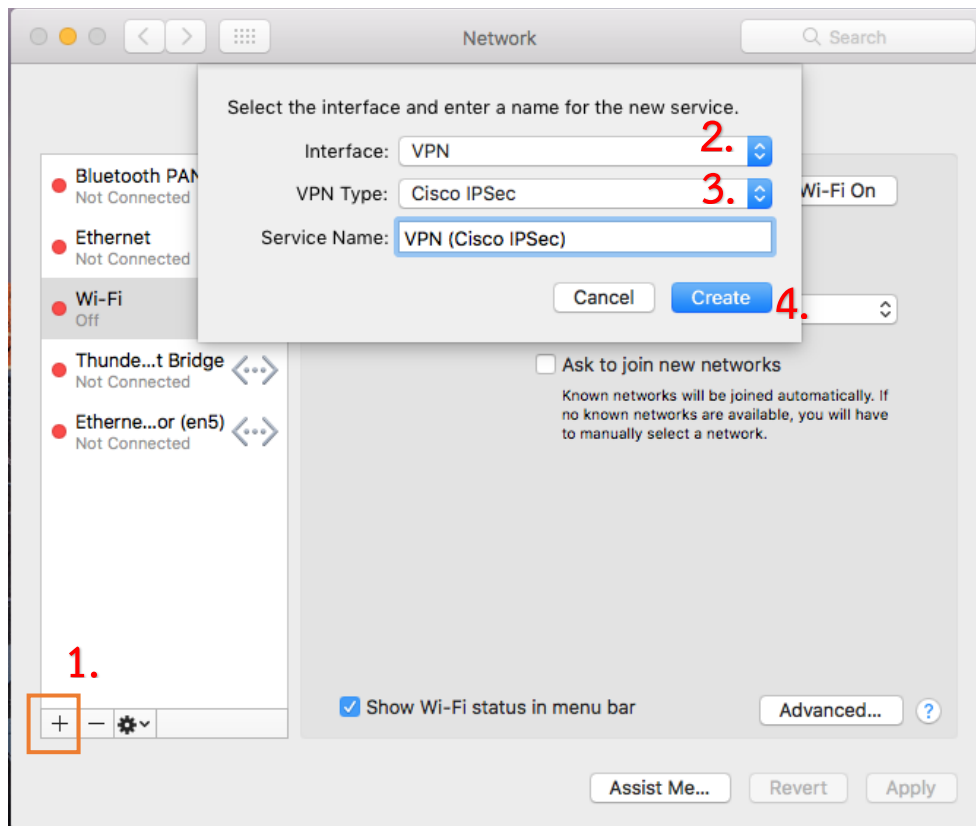 Network
Search
Select the interface and enter a name for the new service.
Interface: VPN 2.
VPN Type: Cisco IPSec 3.
Service Name: VPN (Cisco IPSec)
Cancel Create 4.
Bluetooth PAN
Not Connected
Ethernet
Not Connected
Wi-Fi
Off
Thunde...t Bridge
Not Connected
Etherne...or (en5)
Not Connected
Wi-Fi On
Ask to join new networks
Known networks will be joined automatically. If
no known networks are available, you will have
to manually select a network.
1.
+ −
Show Wi-Fi status in menu bar
Advanced... ?
Assist Me... Revert Apply